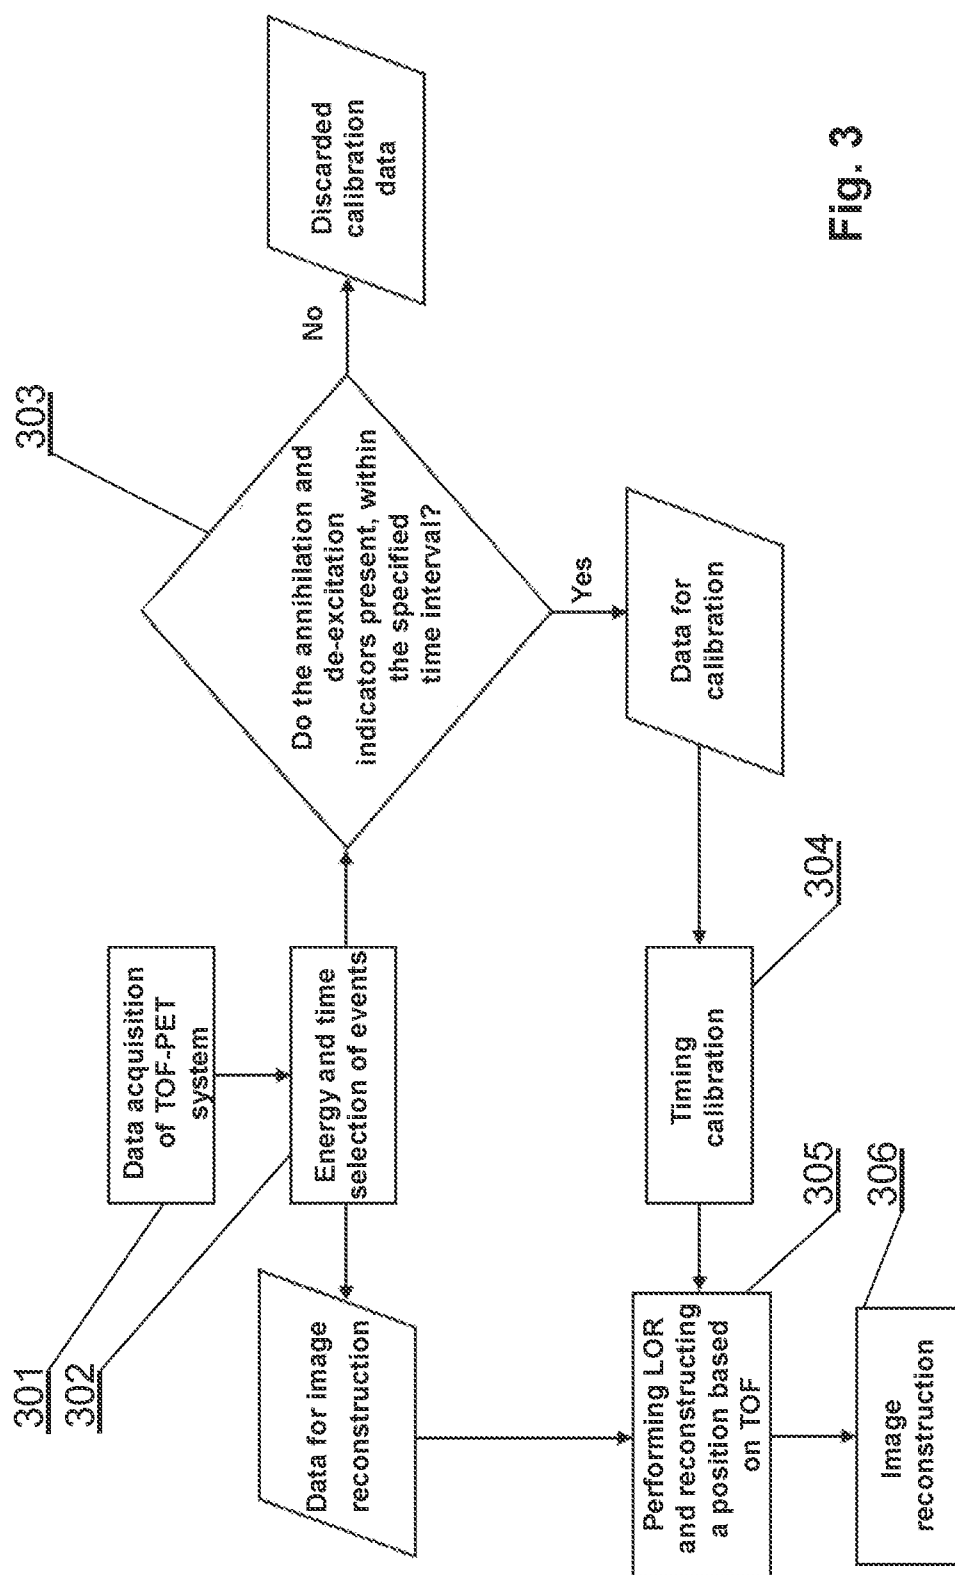 301
302
Data acquisition
of TOF-PET
system
Energy and time
selection of events
Data for image
reconstruction
303
Do the annihilation and
de-excitation
indicators present, within
the specified
time interval?
No
Discarded
calibration
data
Yes
Data for
calibration
Timing
calibration
304
Performing LOR
and reconstructing
a position based
on TOF
305
Image
reconstruction
306
Fig. 3